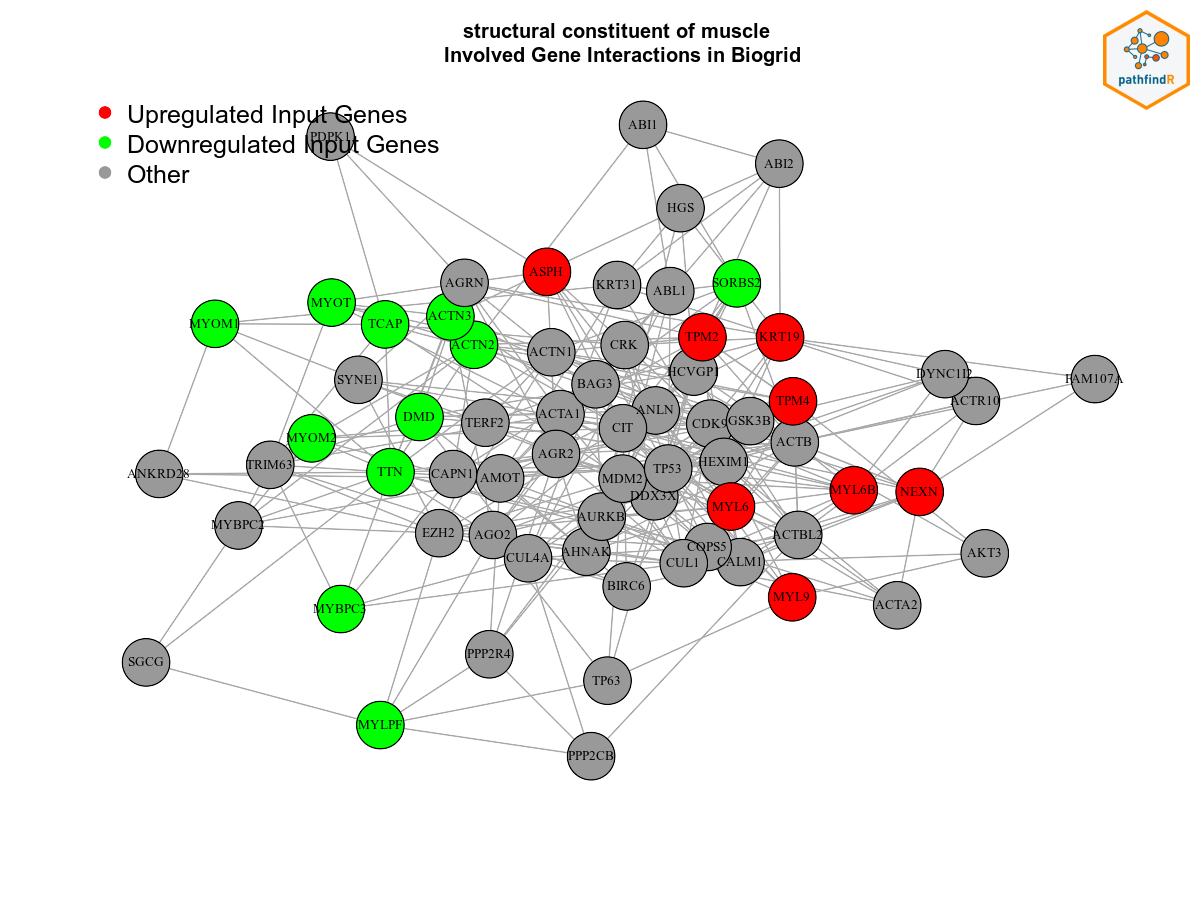 structural constituent of muscle
Involved Gene Interactions in Biogrid
pathfindR
Upregulated Input Genes
Downregulated Input Genes
Other
PDPK1
ABI1
ABI2
HGS
ASPH
AGRN
KRT31
ABL1
SORBS2
MYOT
MYOM1
TCAP
ACTN3
ACTN2
ACTN1
CRK
TPM2
KRT19
HCVGP1
DYNC1I2
FAM107A
SYNE1
BAG3
ACTR10
TPM4
DMD
TERF2
ACTA1
ANLN
CIT
CDK9
GSK3B
ACTB
MYOM2
TRIM63
ANKRD28
TTN
CAPN1
AMOT
AGR2
MDM2
TP53
HEXIM1
DDX3X
MYL6B
NEXN
MYL6
MYBPC2
EZH2
AGO2
AURKB
CUL4A
AHNAK
COPS5
CUL1
CALM1
ACTBL2
AKT3
BIRC6
MYBPC3
MYL9
ACTA2
SGCG
PPP2R4
TP63
MYLPF
PPP2CB